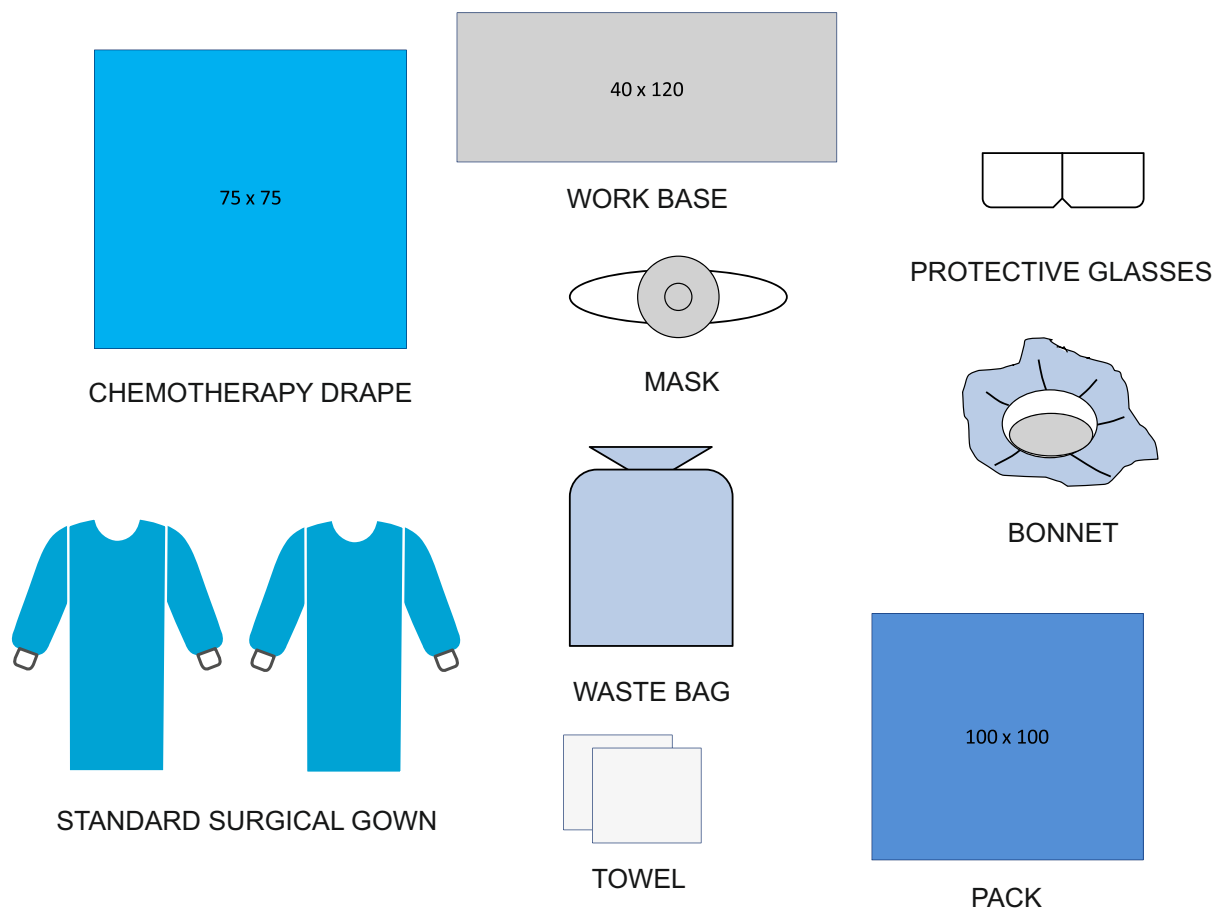 40 x 120
WORK BASE
75 x 75
CHEMOTHERAPY DRAPE
PROTECTIVE GLASSES
MASK
BONNET
WASTE BAG
STANDARD SURGICAL GOWN
TOWEL
100 x 100
PACK